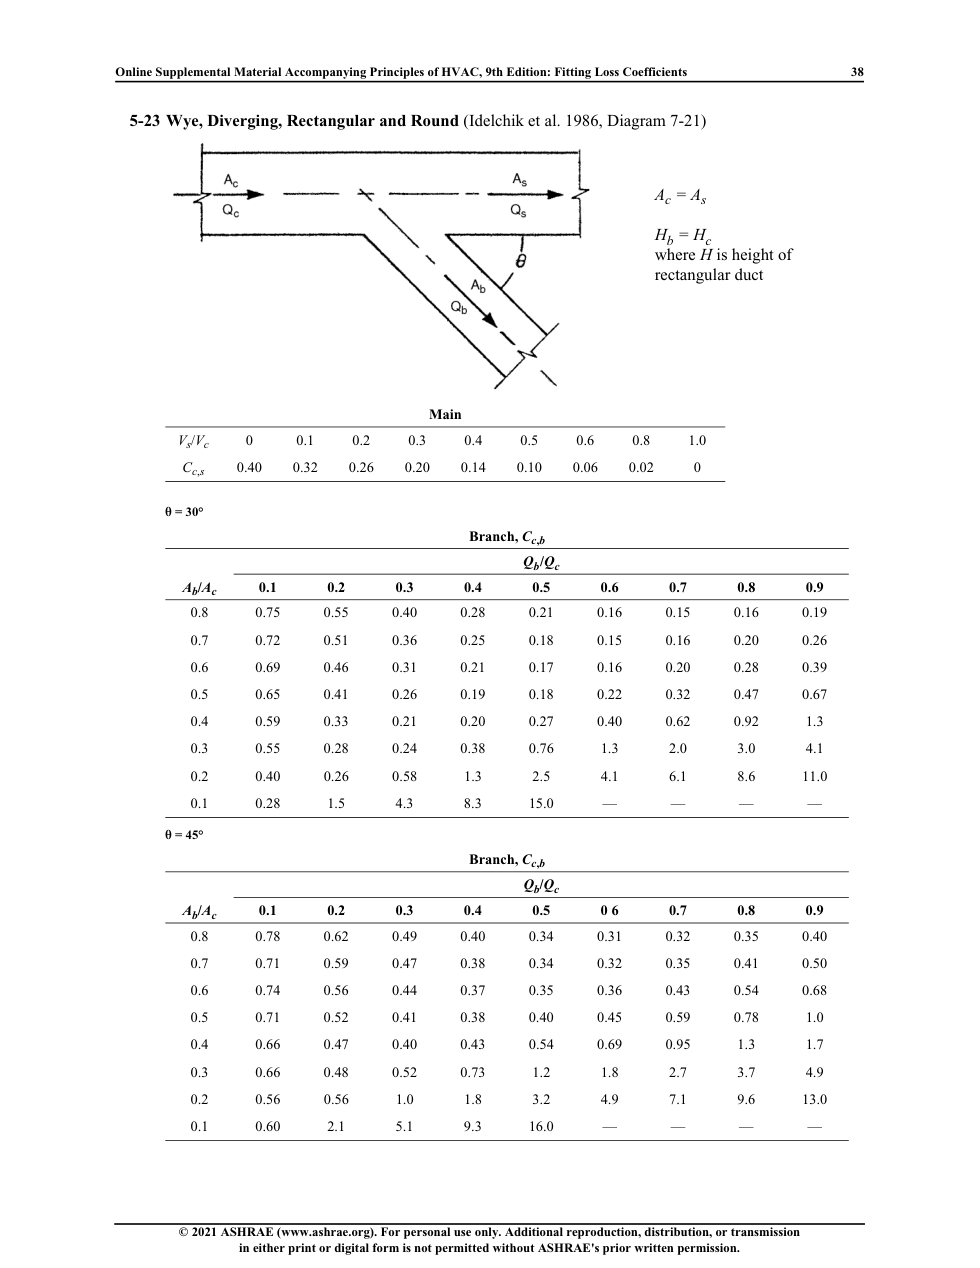 Online Supplemental Material Accompanying Principles of HVAC, 9th Edition: Fitting Loss Coefficients 38
5-23 Wye, Diverging, Rectangular and Round (Idelchik et al. 1986, Diagram 7-21)
Ac
Qc
As
Qs
θ
Ab
Qb
Ac = As
Hb = Hc
where H is height of
rectangular duct
Main
Vs/Vc 0 0.1 0.2 0.3 0.4 0.5 0.6 0.8 1.0
Cc,s 0.40 0.32 0.26 0.20 0.14 0.10 0.06 0.02 0
θ = 30°
Branch, Cc,b
Qb/Qc
Ab/Ac 0.1 0.2 0.3 0.4 0.5 0.6 0.7 0.8 0.9
0.8 0.75 0.55 0.40 0.28 0.21 0.16 0.15 0.16 0.19
0.7 0.72 0.51 0.36 0.25 0.18 0.15 0.16 0.20 0.26
0.6 0.69 0.46 0.31 0.21 0.17 0.16 0.20 0.28 0.39
0.5 0.65 0.41 0.26 0.19 0.18 0.22 0.32 0.47 0.67
0.4 0.59 0.33 0.21 0.20 0.27 0.40 0.62 0.92 1.3
0.3 0.55 0.28 0.24 0.38 0.76 1.3 2.0 3.0 4.1
0.2 0.40 0.26 0.58 1.3 2.5 4.1 6.1 8.6 11.0
0.1 0.28 1.5 4.3 8.3 15.0 — — — —
θ = 45°
Branch, Cc,b
Qb/Qc
Ab/Ac 0.1 0.2 0.3 0.4 0.5 0 6 0.7 0.8 0.9
0.8 0.78 0.62 0.49 0.40 0.34 0.31 0.32 0.35 0.40
0.7 0.71 0.59 0.47 0.38 0.34 0.32 0.35 0.41 0.50
0.6 0.74 0.56 0.44 0.37 0.35 0.36 0.43 0.54 0.68
0.5 0.71 0.52 0.41 0.38 0.40 0.45 0.59 0.78 1.0
0.4 0.66 0.47 0.40 0.43 0.54 0.69 0.95 1.3 1.7
0.3 0.66 0.48 0.52 0.73 1.2 1.8 2.7 3.7 4.9
0.2 0.56 0.56 1.0 1.8 3.2 4.9 7.1 9.6 13.0
0.1 0.60 2.1 5.1 9.3 16.0 — — — —
© 2021 ASHRAE (www.ashrae.org). For personal use only. Additional reproduction, distribution, or transmission
in either print or digital form is not permitted without ASHRAE's prior written permission.